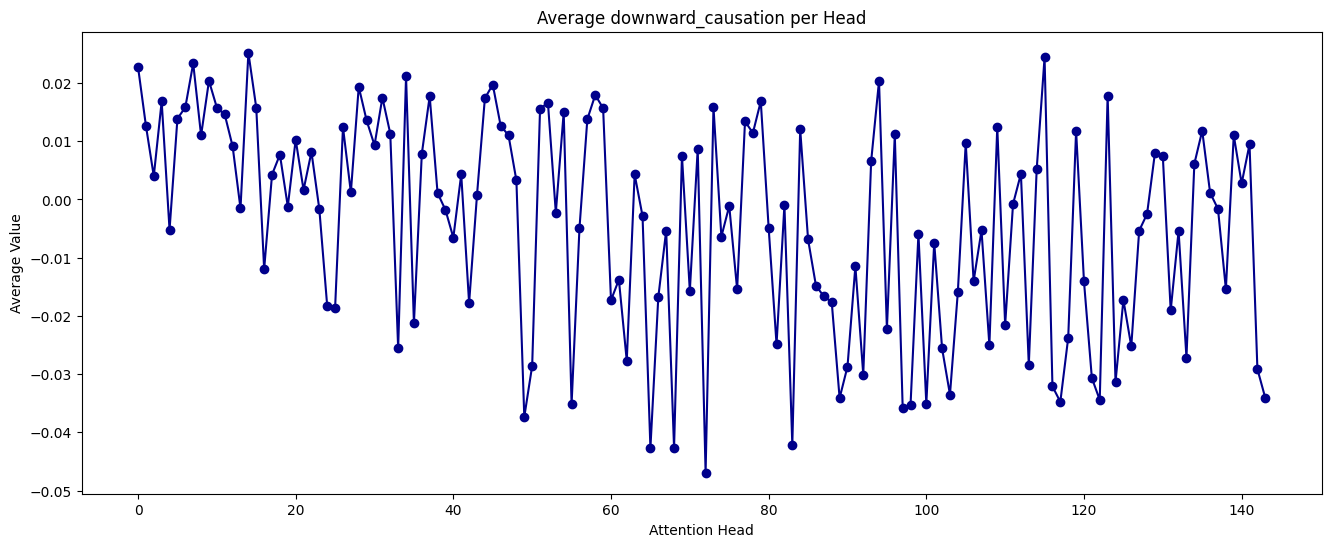 Average downward_causation per Head
Average Value
0.02
0.01
0.00
−0.01
−0.02
−0.03
−0.04
−0.05
0 20 40 60 80 100 120 140
Attention Head